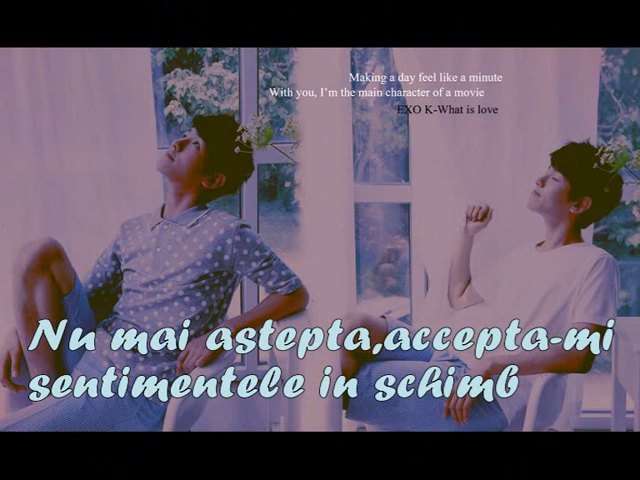 Making a day feel like a minute
With you, I'm the main character of a movie
EXO K-What is love
Nu mai astepta,accepta-mi
sentimentele in schimb